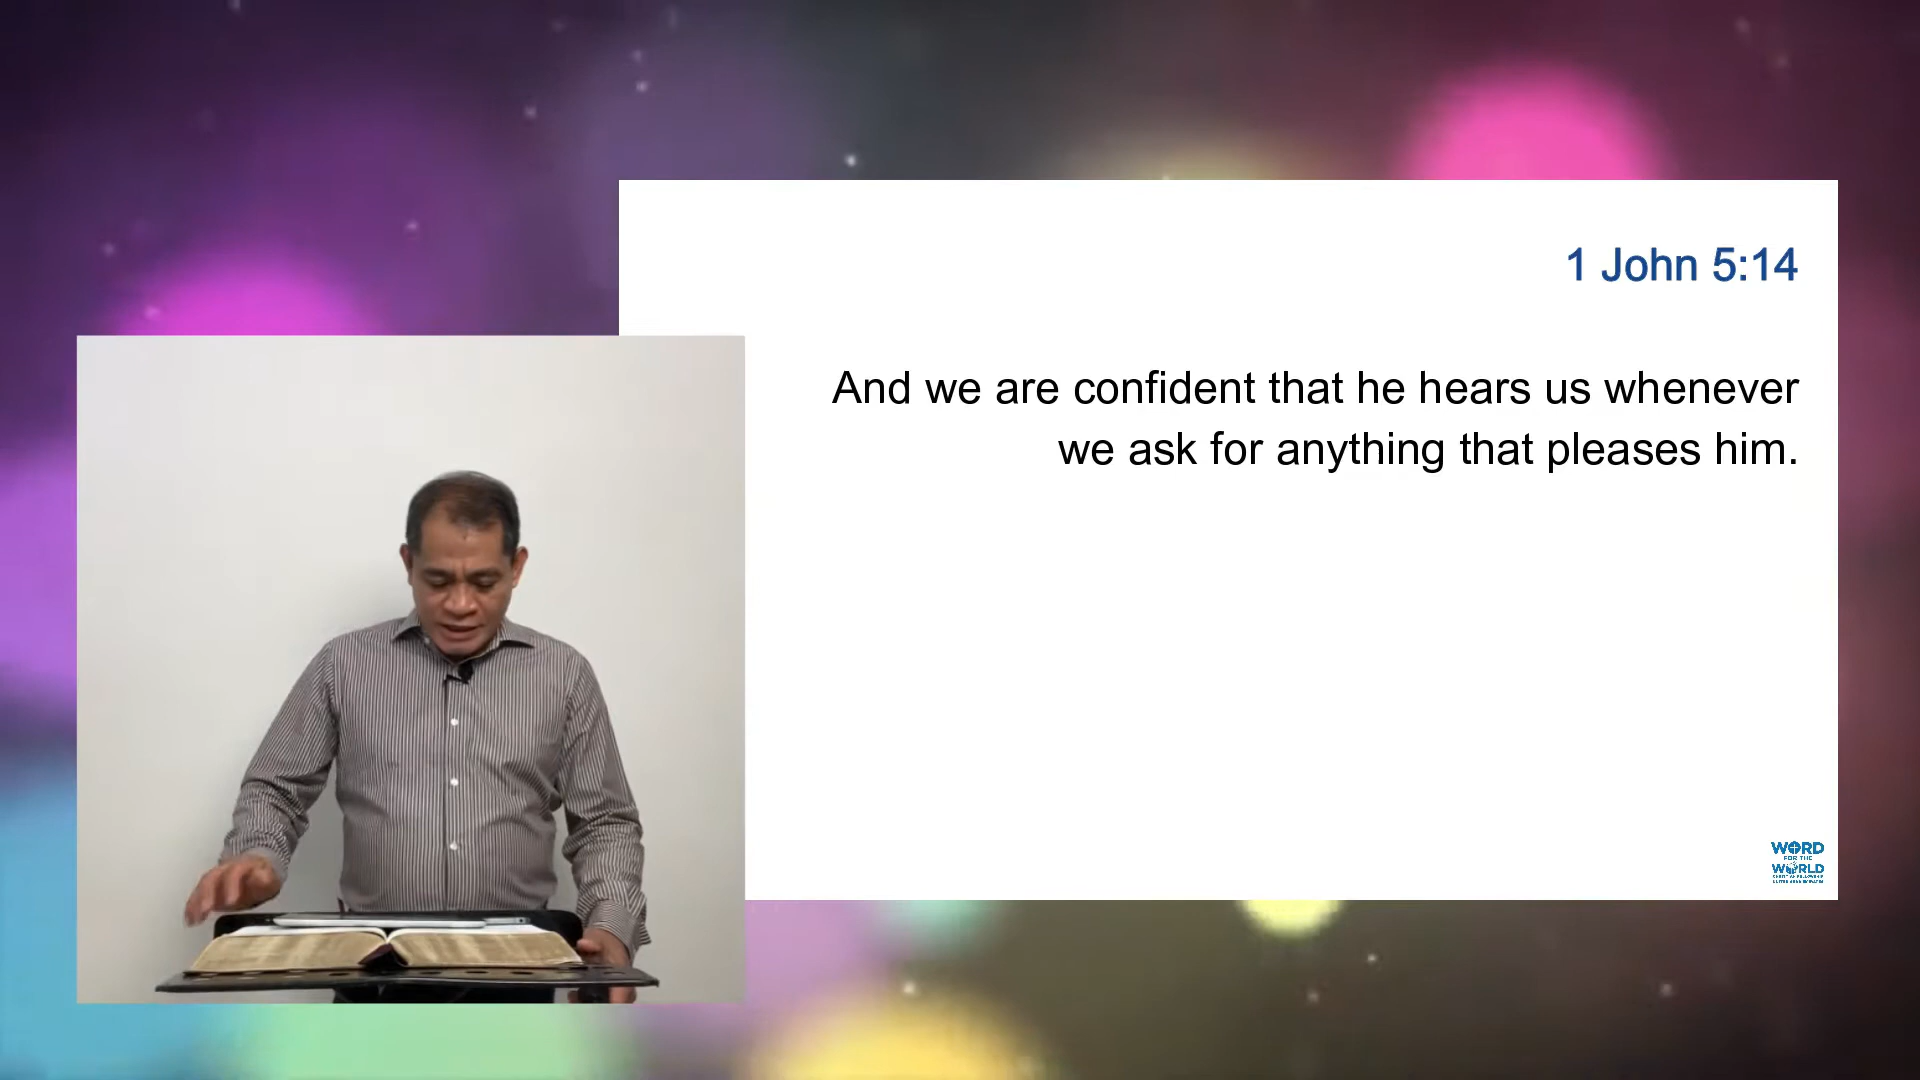 1 John 5:14
And we are confident that he hears us whenever
we ask for anything that pleases him.
WORD
FOR THE
WORLD